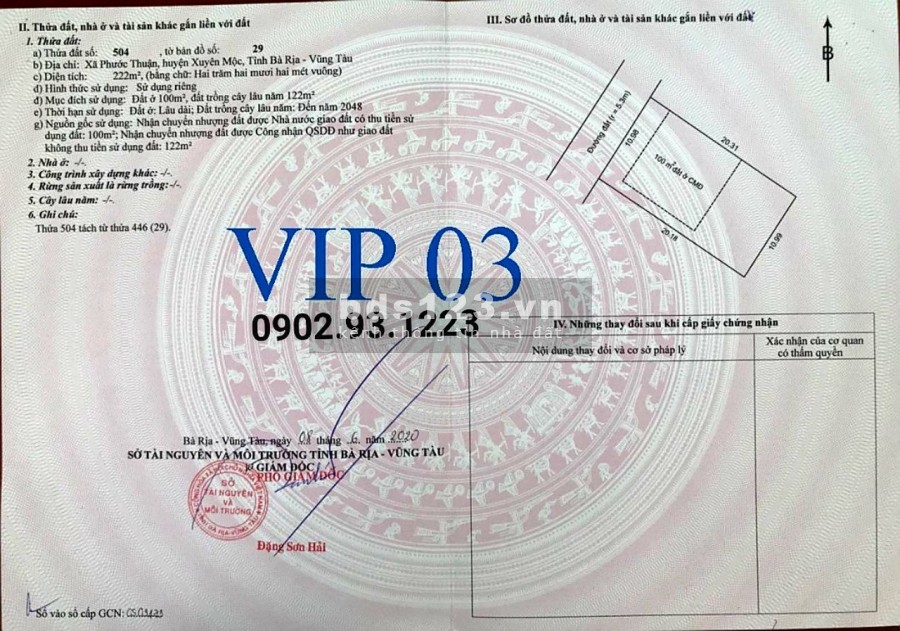 II. Thửa đất, nhà ở và tài sản khác gắn liền với đất
1. Thửa đất:
a) Thửa đất số: 504 , tờ bản đồ số: 29
b) Địa chỉ: Xã Phước Thuận, huyện Xuyên Mộc, Tỉnh Bà Rịa - Vũng Tàu
c) Diện tích: 222m², (bằng chữ: Hai trăm hai mươi hai mét vuông)
d) Hình thức sử dụng: Sử dụng riêng
đ) Mục đích sử dụng: Đất ở 100m², đất trồng cây lâu năm 122m²
e) Thời hạn sử dụng: Đất ở: Lâu dài; Đất trồng cây lâu năm: Đến năm 2048
g) Nguồn gốc sử dụng: Nhận chuyển nhượng đất được Nhà nước giao đất có thu tiền sử
dụng đất: 100m²; Nhận chuyển nhượng đất được Công nhận QSDĐ như giao đất
không thu tiền sử dụng đất: 122m²
2. Nhà ở: -/-.
3. Công trình xây dựng khác: -/-.
4. Rừng sản xuất là rừng trồng: -/-.
5. Cây lâu năm: -/-.
6. Ghi chú:
Thửa 504 tách từ thửa 446 (29).
VIP 03
bds123.vn
0902.93.1223
Bà Rịa - Vũng Tàu, ngày 08 tháng 6 năm 2020
SỞ TÀI NGUYÊN VÀ MÔI TRƯỜNG TỈNH BÀ RỊA - VŨNG TÀU
GIÁM ĐỐC
PHÓ GIÁM ĐỐC
SỞ
TÀI NGUYÊN
VÀ
MÔI TRƯỜNG
Đặng Sơn Hải
Số vào sổ cấp GCN:
III. Sơ đồ thửa đất, nhà ở và tài sản khác gắn liền với đất
B
Đường đất (r = 5.3m)
10.98
20.31
100 m² đất ở CMĐ
20.18
10.99
IV. Những thay đổi sau khi cấp giấy chứng nhận
Nội dung thay đổi và cơ sở pháp lý
Xác nhận của cơ quan
có thẩm quyền